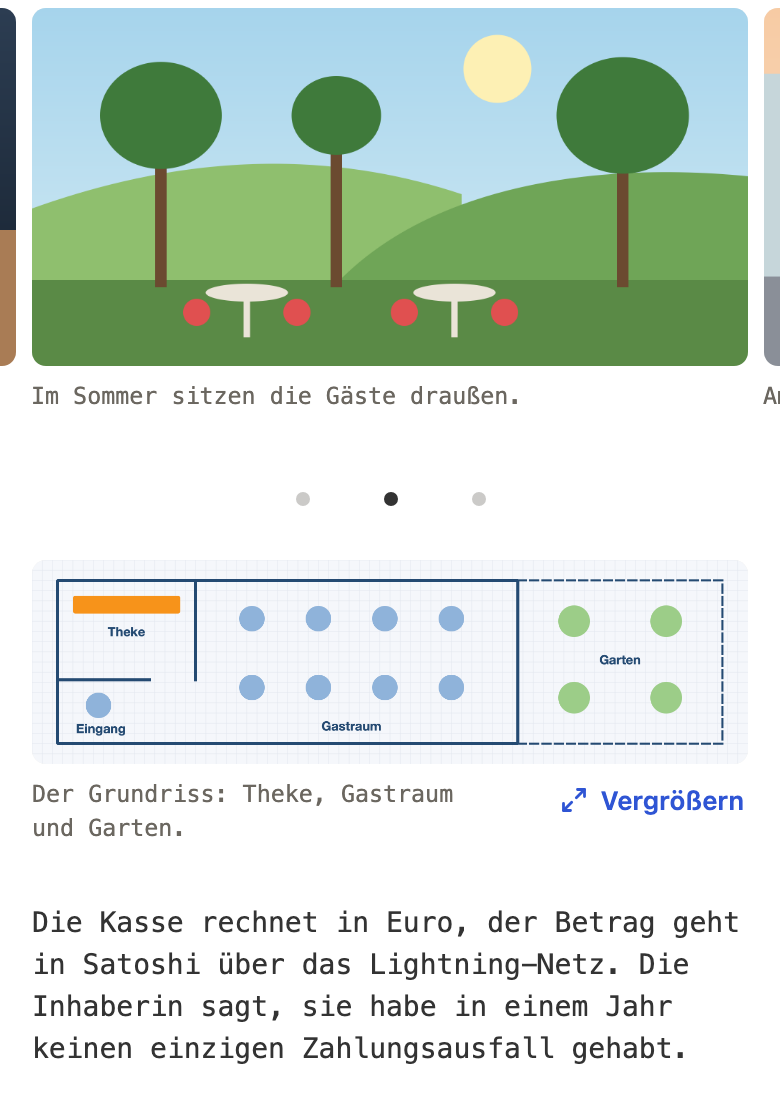 Im Sommer sitzen die Gäste draußen.
Theke
Garten
Eingang
Gastraum
Der Grundriss: Theke, Gastraum
und Garten.
Vergrößern
Die Kasse rechnet in Euro, der Betrag geht
in Satoshi über das Lightning–Netz. Die
Inhaberin sagt, sie habe in einem Jahr
keinen einzigen Zahlungsausfall gehabt.